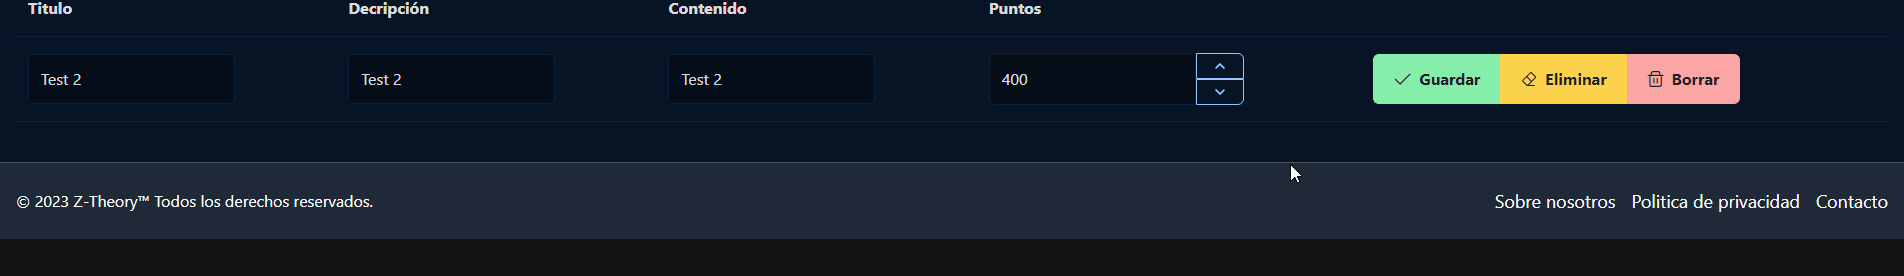 Titulo Decripción Contenido Puntos
Test 2 Test 2 Test 2 400 Guardar Eliminar Borrar
© 2023 Z-Theory™ Todos los derechos reservados. Sobre nosotros Politica de privacidad Contacto